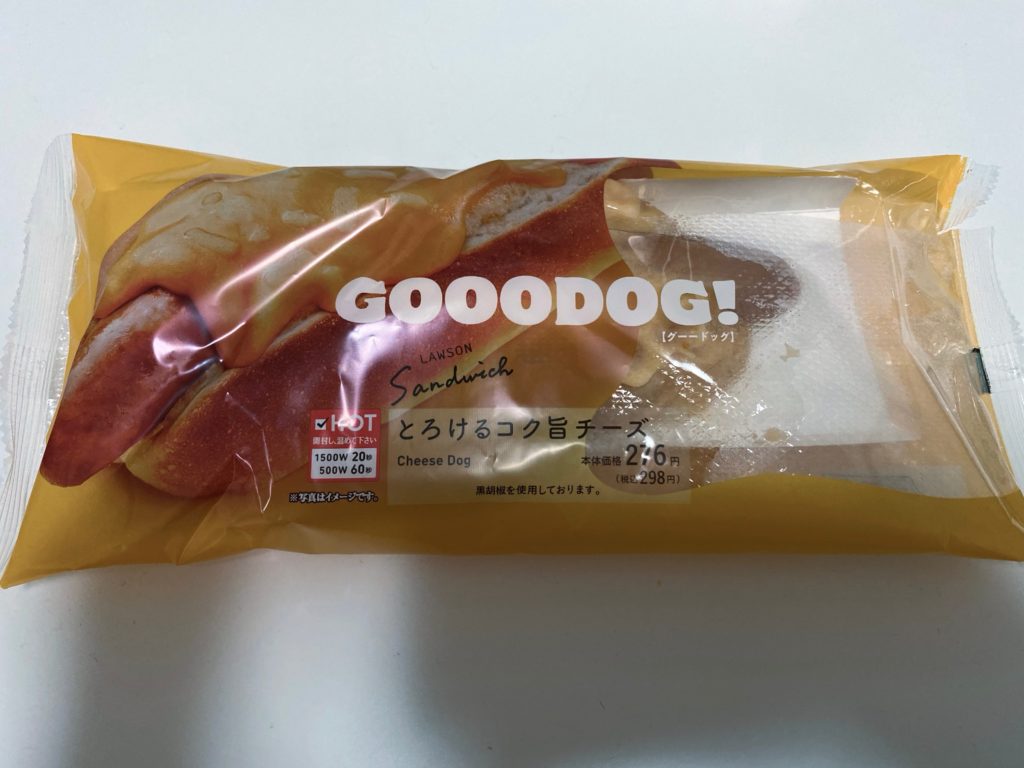 GOOODOG!
【グードッグ】
LAWSON
Sandwich
HOT
開封し、温めて下さい
1500W 20秒
500W 60秒
※写真はイメージです。
とろけるコク旨チーズ
Cheese Dog
本体価格 276円
(税込298円)
黒胡椒を使用しております。